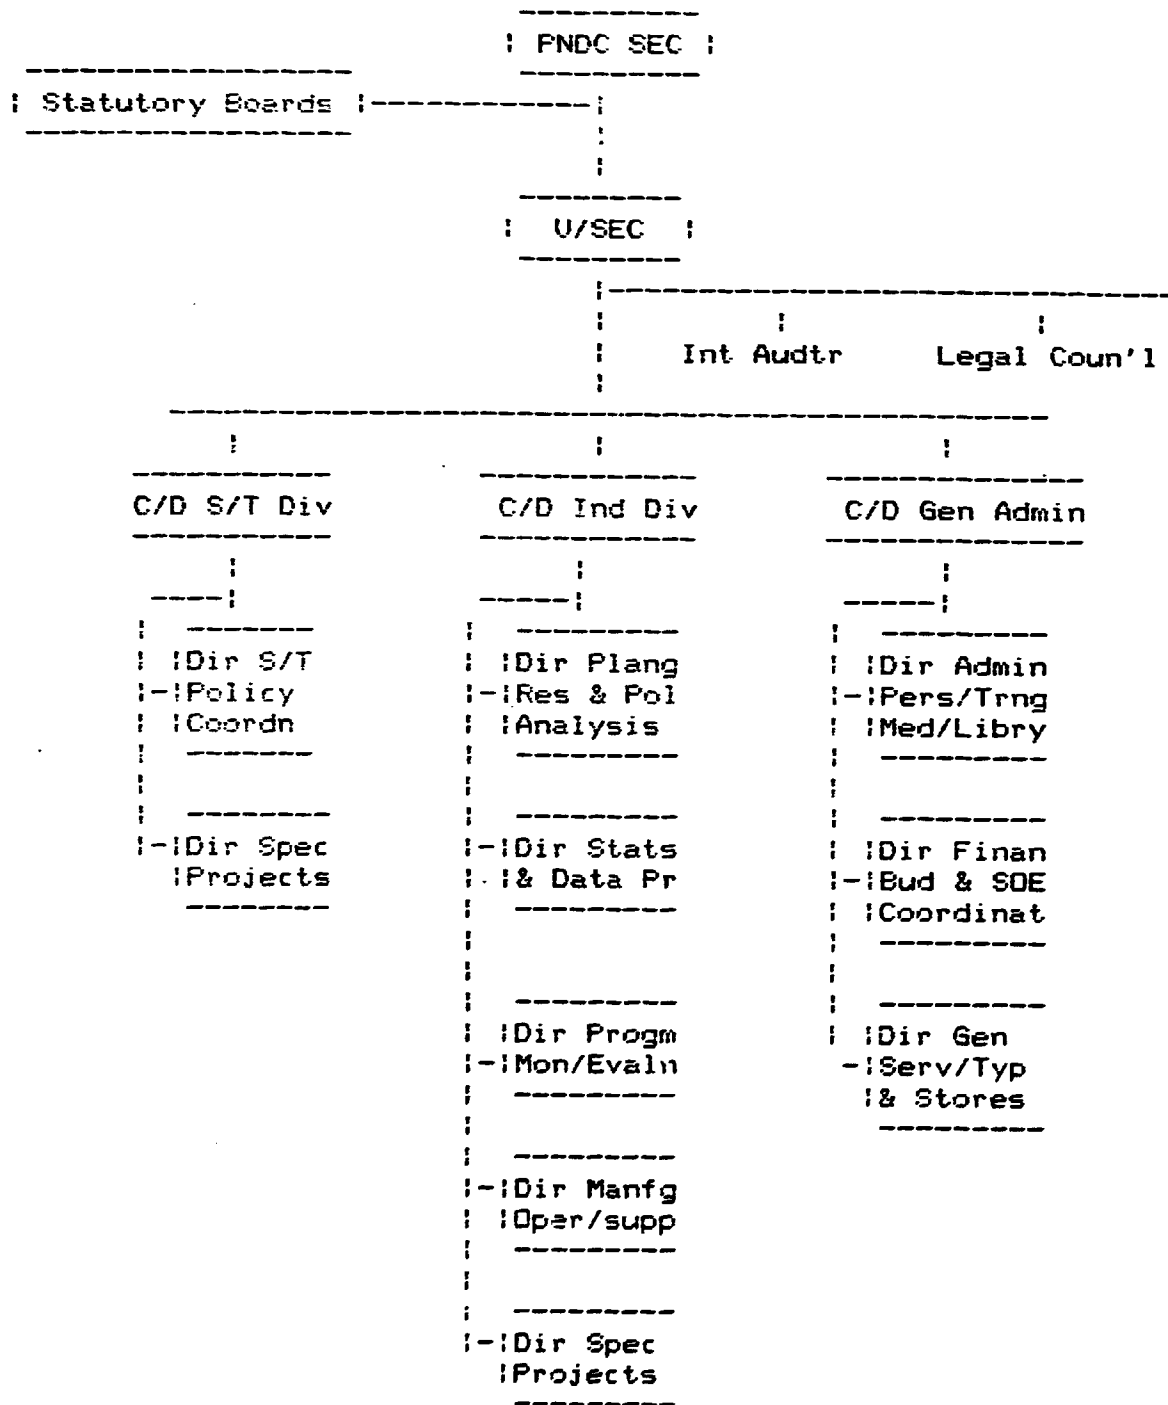 PNDC SEC
Statutory Boards
U/SEC
Int Audtr
Legal Coun'l
C/D S/T Div
C/D Ind Div
C/D Gen Admin
Dir S/T
Policy
Coordn
Dir Spec
Projects
Dir Plang
Res & Pol
Analysis
Dir Stats
& Data Pr
Dir Progm
Mon/Evaln
Dir Manfg
Oper/supp
Dir Spec
Projects
Dir Admin
Pers/Trng
Med/Libry
Dir Finan
Bud & SOE
Coordinat
Dir Gen
Serv/Typ
& Stores